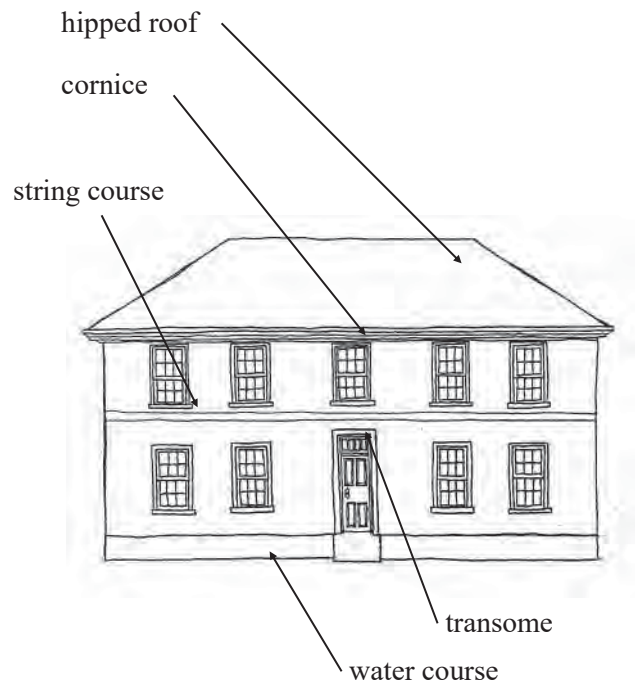 hipped roof
cornice
string course
transome
water course